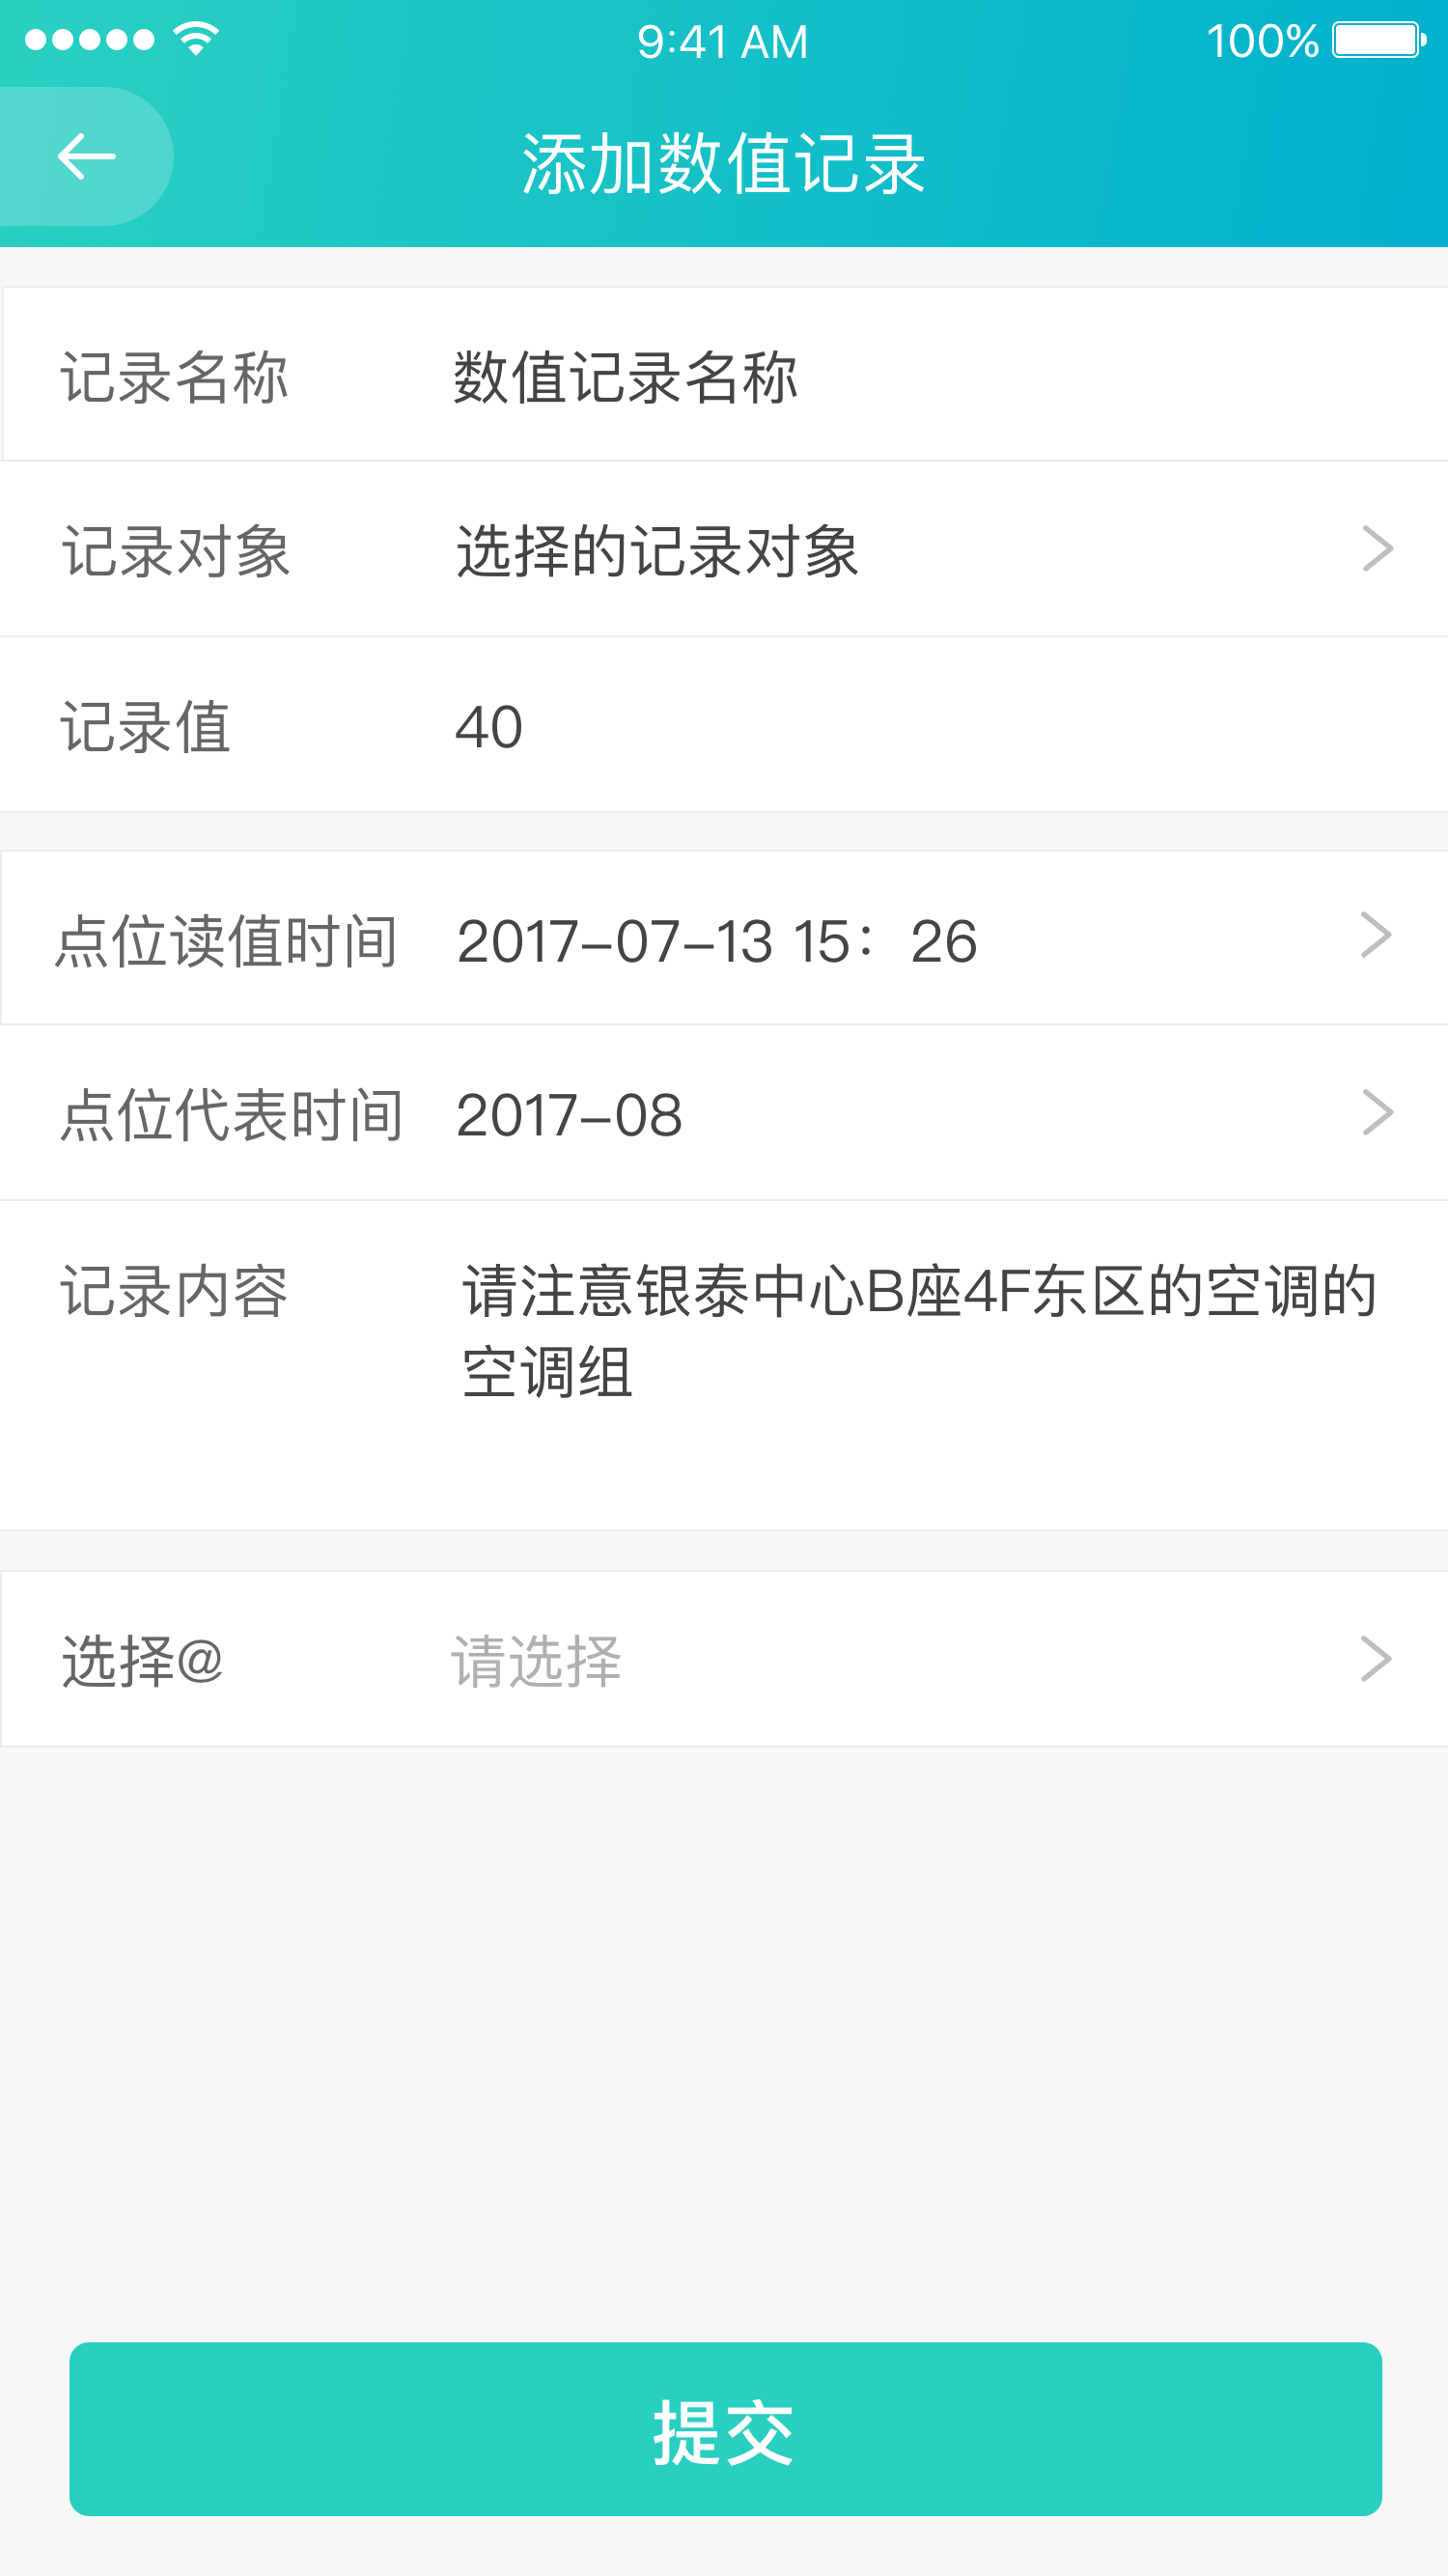 9:41 AM 100%
添加数值记录
记录名称 数值记录名称
记录对象 选择的记录对象
记录值 40
点位读值时间 2017-07-13 15：26
点位代表时间 2017-08
记录内容 请注意银泰中心B座4F东区的空调的
空调组
选择@ 请选择
提交